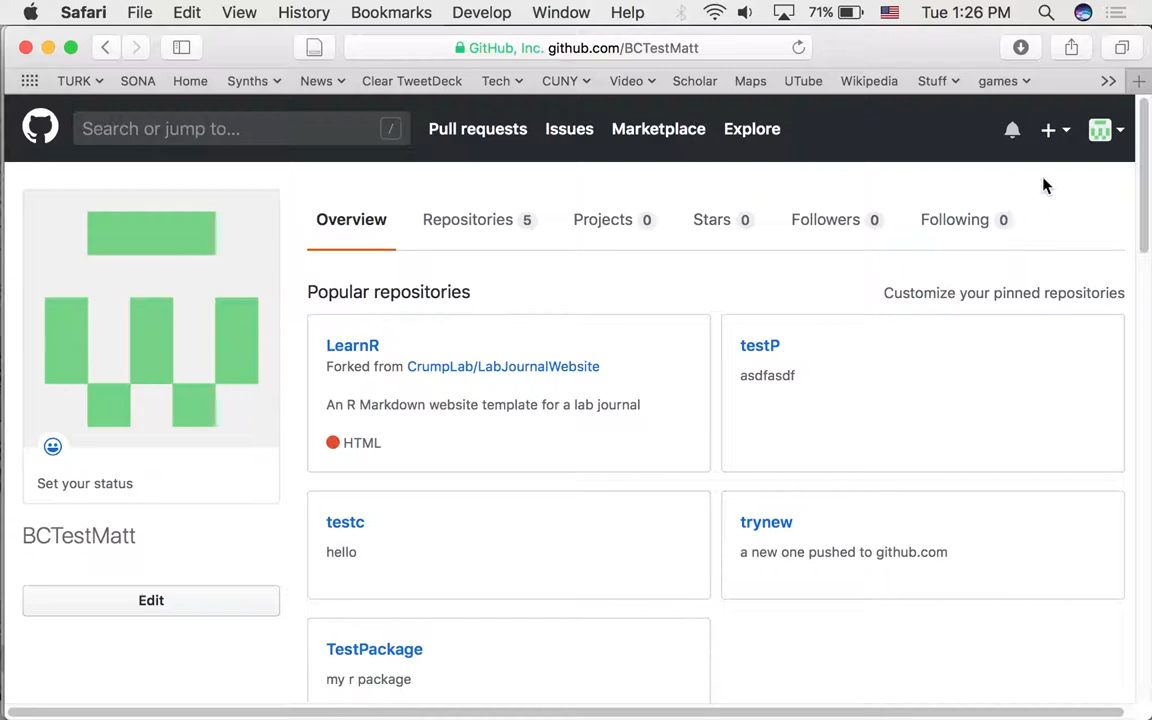 Safari File Edit View History Bookmarks Develop Window Help 71% Tue 1:26 PM
GitHub, Inc. github.com/BCTestMatt
TURK SONA Home Synths News Clear TweetDeck Tech CUNY Video Scholar Maps UTube Wikipedia Stuff games >> +
Search or jump to... / Pull requests Issues Marketplace Explore +
Overview Repositories 5 Projects 0 Stars 0 Followers 0 Following 0
Popular repositories Customize your pinned repositories
LearnR
Forked from CrumpLab/LabJournalWebsite
An R Markdown website template for a lab journal
HTML
testP
asdfasdf
testc
hello
trynew
a new one pushed to github.com
TestPackage
my r package
Set your status
BCTestMatt
Edit